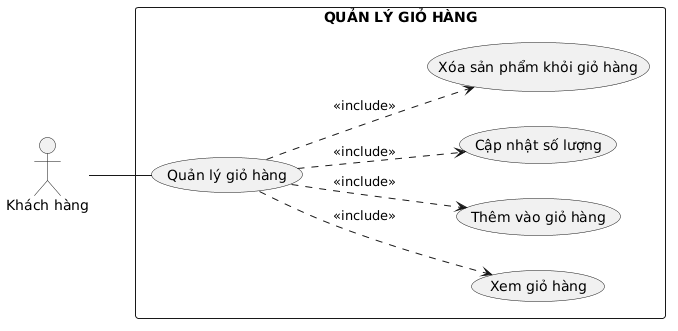 QUẢN LÝ GIỎ HÀNG
Xóa sản phẩm khỏi giỏ hàng
«include»
Cập nhật số lượng
«include»
Quản lý giỏ hàng
«include»
Khách hàng
Thêm vào giỏ hàng
«include»
Xem giỏ hàng